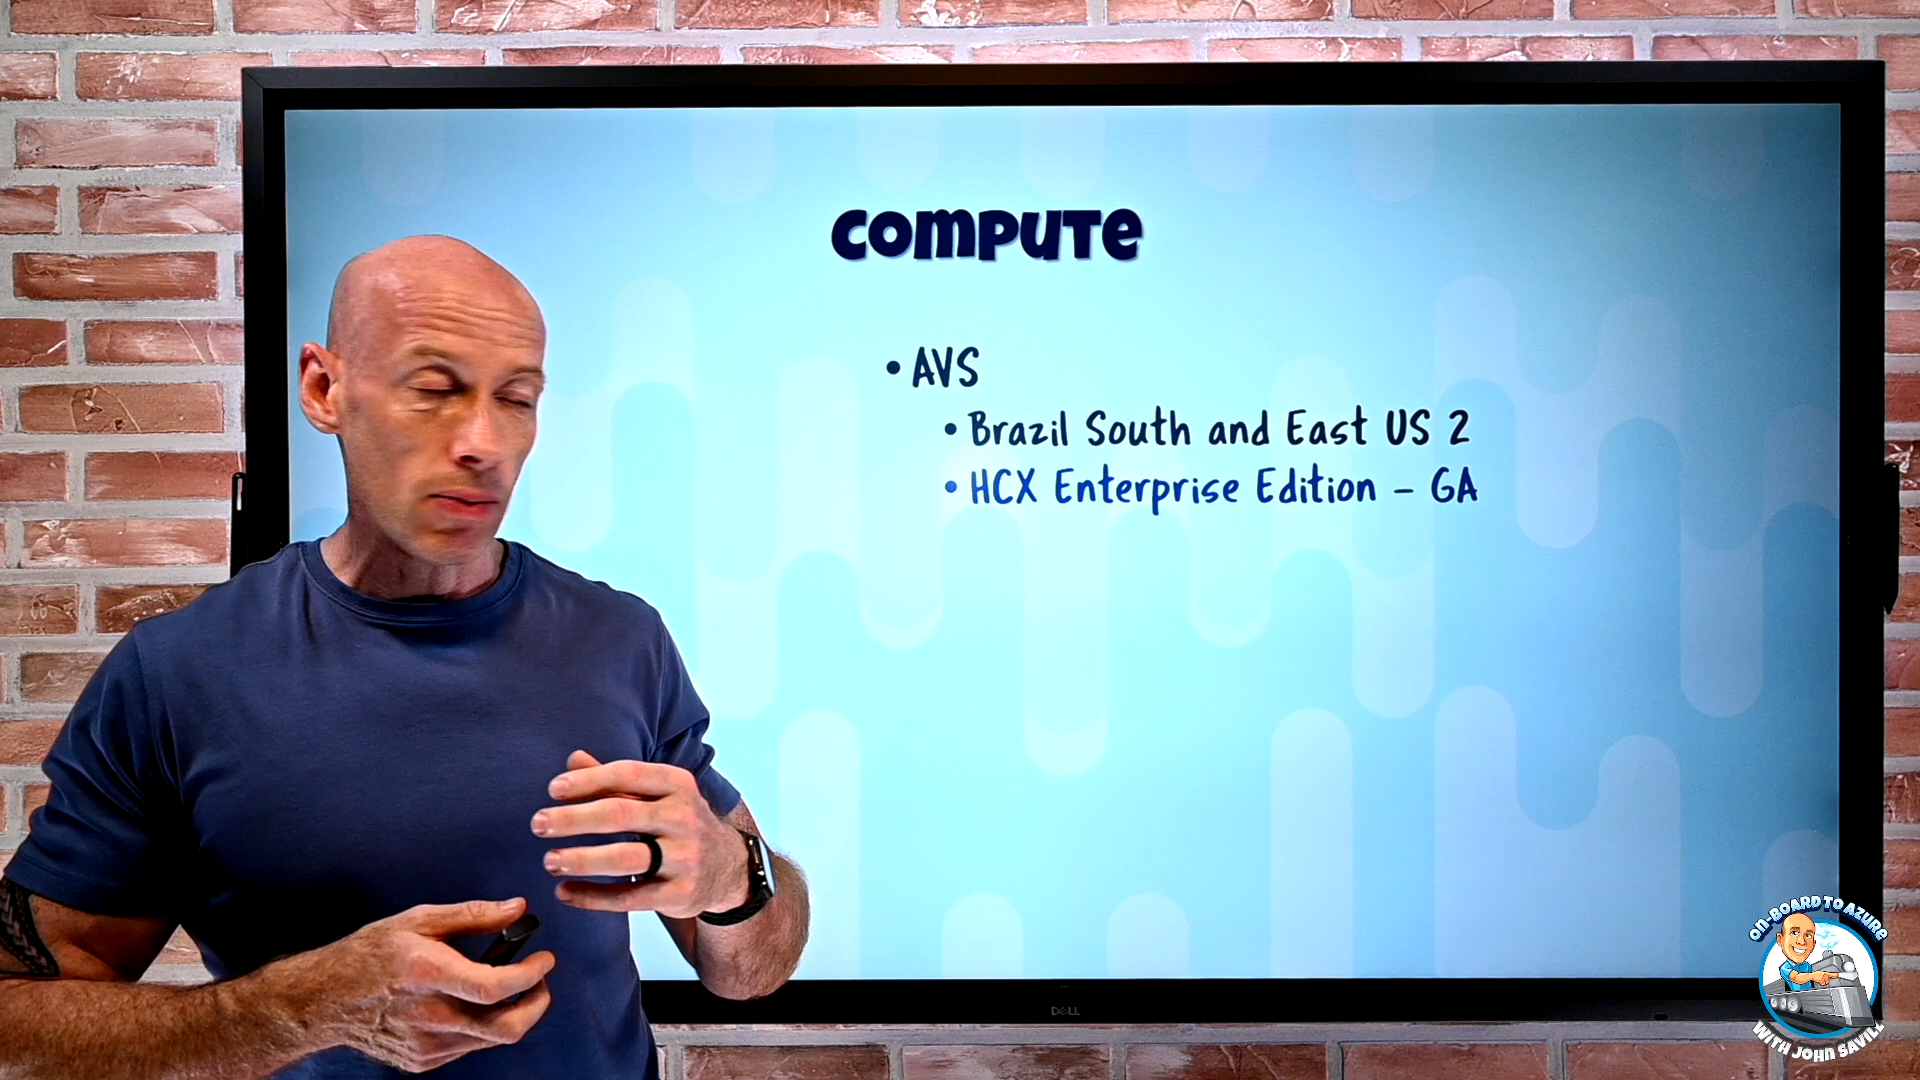 COMPUTE
• AVS
• Brazil South and East US 2
• HCX Enterprise Edition – GA
DELL
ON-BOARD TO AZURE
WITH JOHN SAVILL